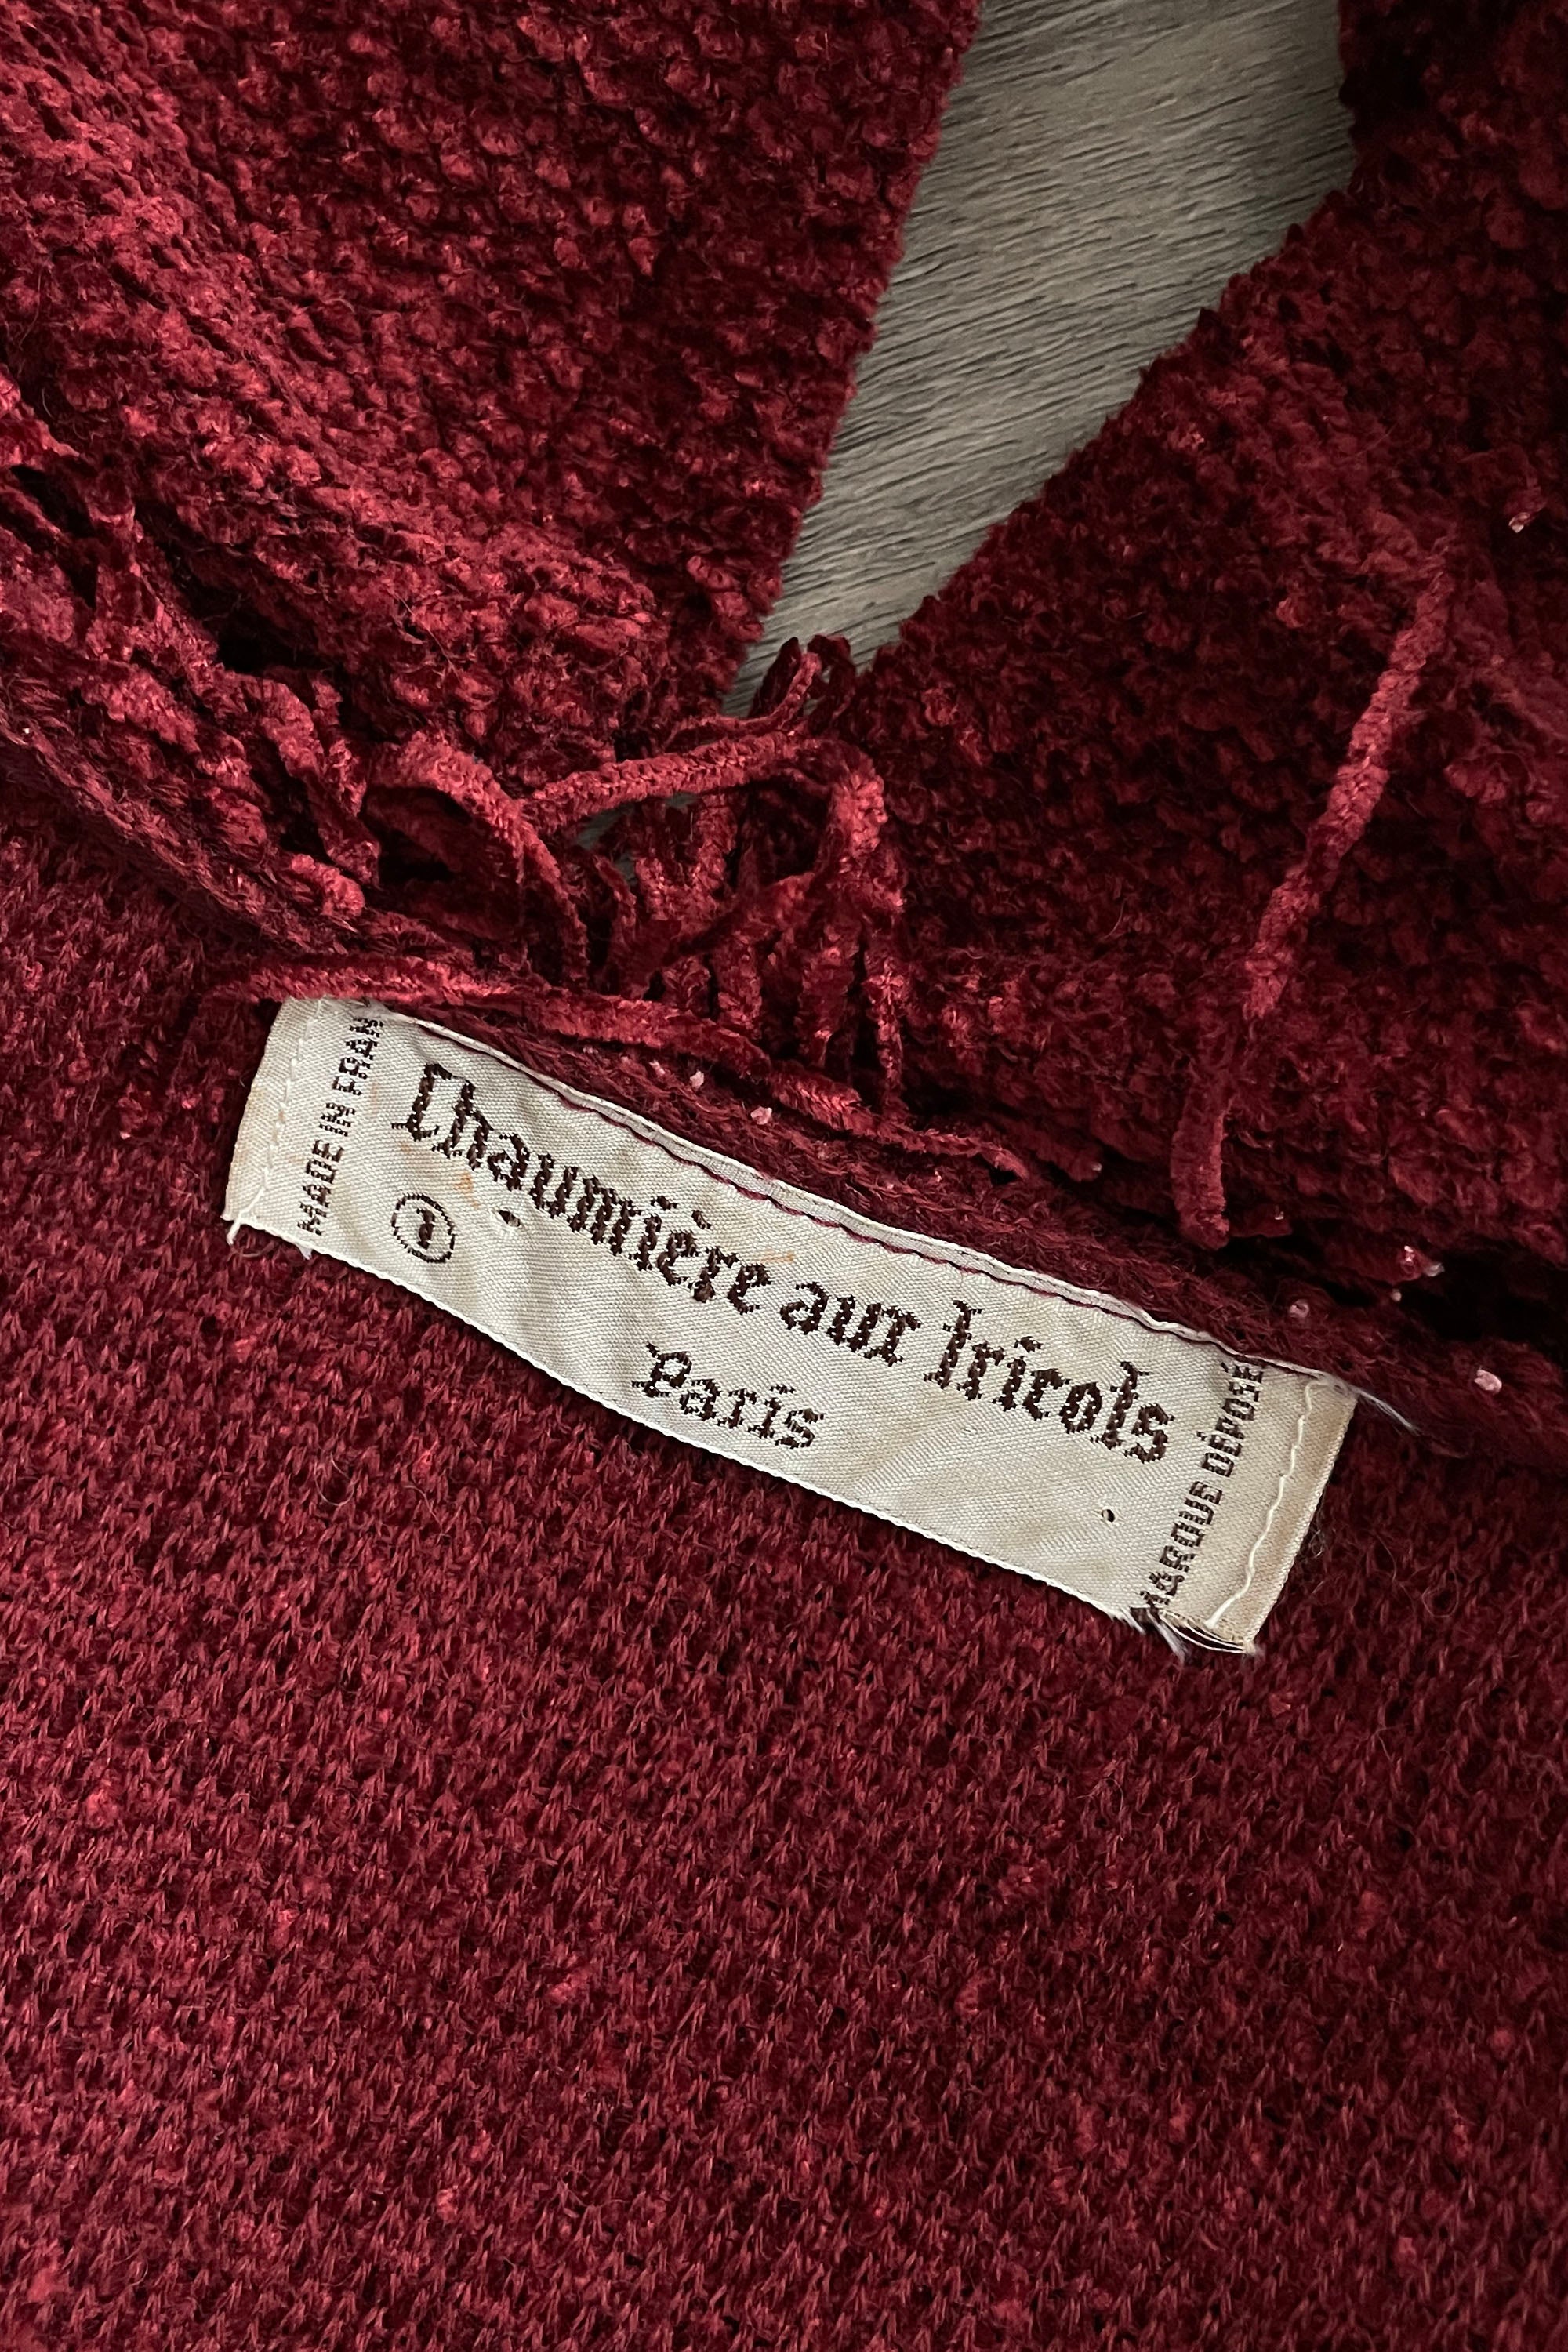 MADE IN FRAN
Chaumière aux Tricots
1
Paris
MARQUE DÉPOSÉ